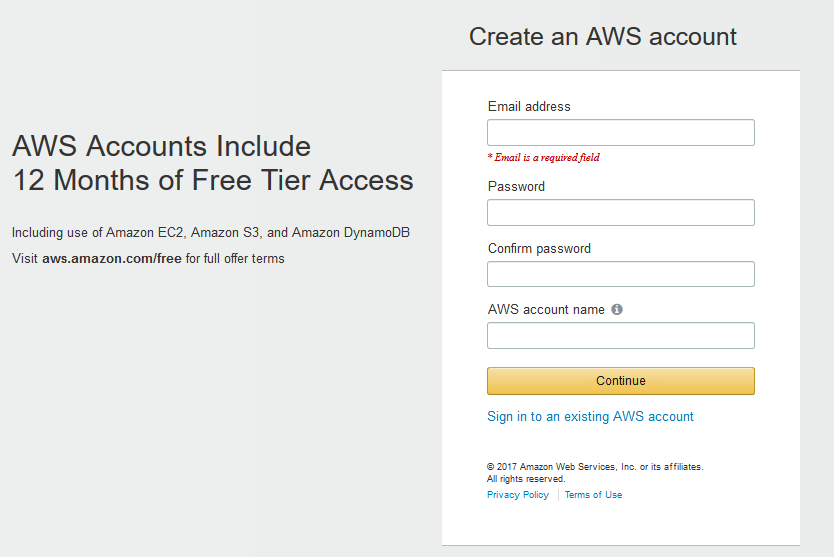 Create an AWS account
AWS Accounts Include
12 Months of Free Tier Access
Including use of Amazon EC2, Amazon S3, and Amazon DynamoDB
Visit aws.amazon.com/free for full offer terms
Email address
* Email is a required field
Password
Confirm password
AWS account name
Continue
Sign in to an existing AWS account
© 2017 Amazon Web Services, Inc. or its affiliates.
All rights reserved.
Privacy Policy | Terms of Use